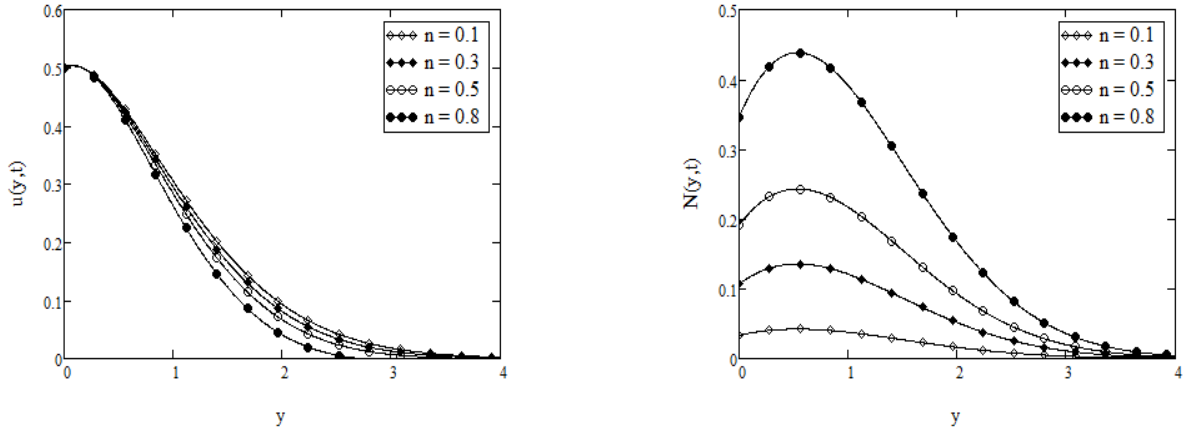 0.6
0.5
0.4
0.3
0.2
0.1
0
u(y,t)
0 1 2 3 4
y
n = 0.1
n = 0.3
n = 0.5
n = 0.8
0.5
0.4
0.3
0.2
0.1
0
N(y,t)
0 1 2 3 4
y
n = 0.1
n = 0.3
n = 0.5
n = 0.8